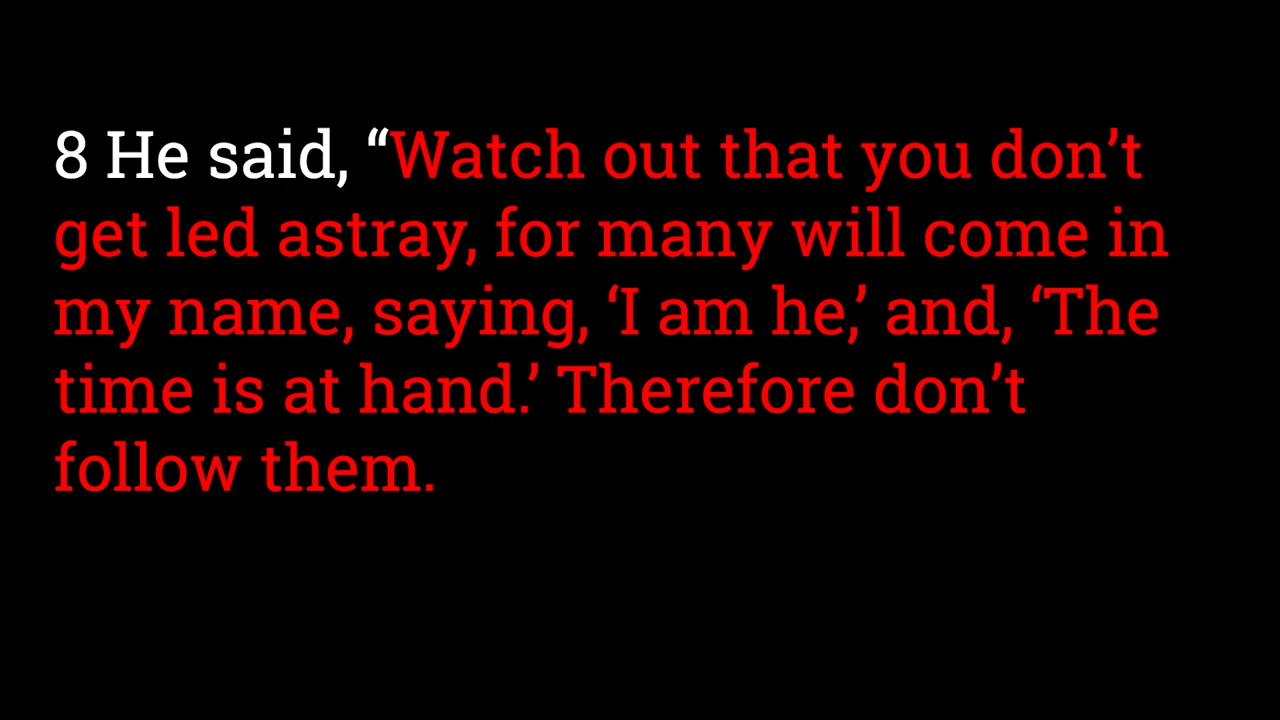 8 He said, “Watch out that you don’t
get led astray, for many will come in
my name, saying, ‘I am he,’ and, ‘The
time is at hand.’ Therefore don’t
follow them.